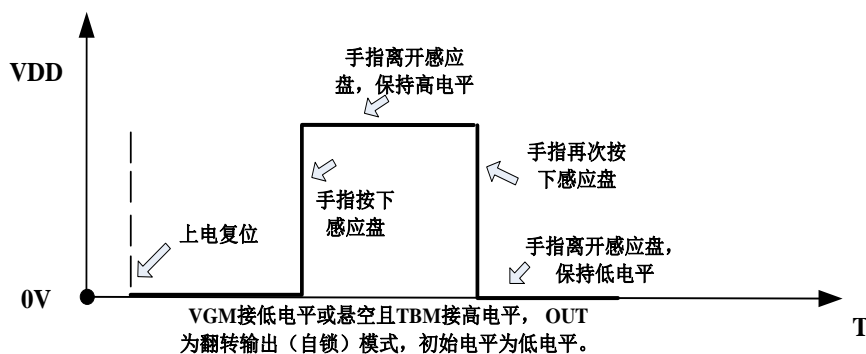 手指离开感应
盘，保持高电平
VDD
手指再次按
下感应盘
手指按下
感应盘
上电复位
手指离开感应盘，
保持低电平
0V
T
VGM接低电平或悬空且TBM接高电平， OUT
为翻转输出（自锁）模式，初始电平为低电平。